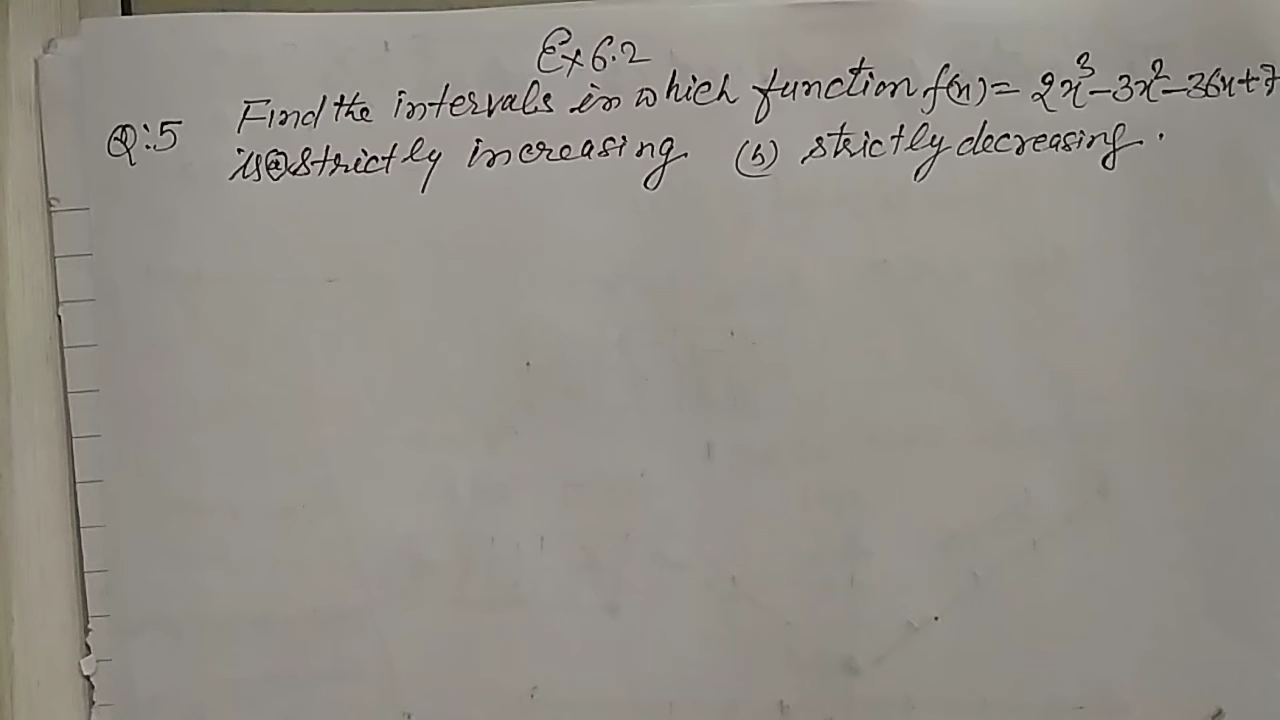 Ex 6.2
Q:5 Find the intervals in which function f(x) = 2x³-3x²-36x+7
is (a) strictly increasing (b) strictly decreasing.